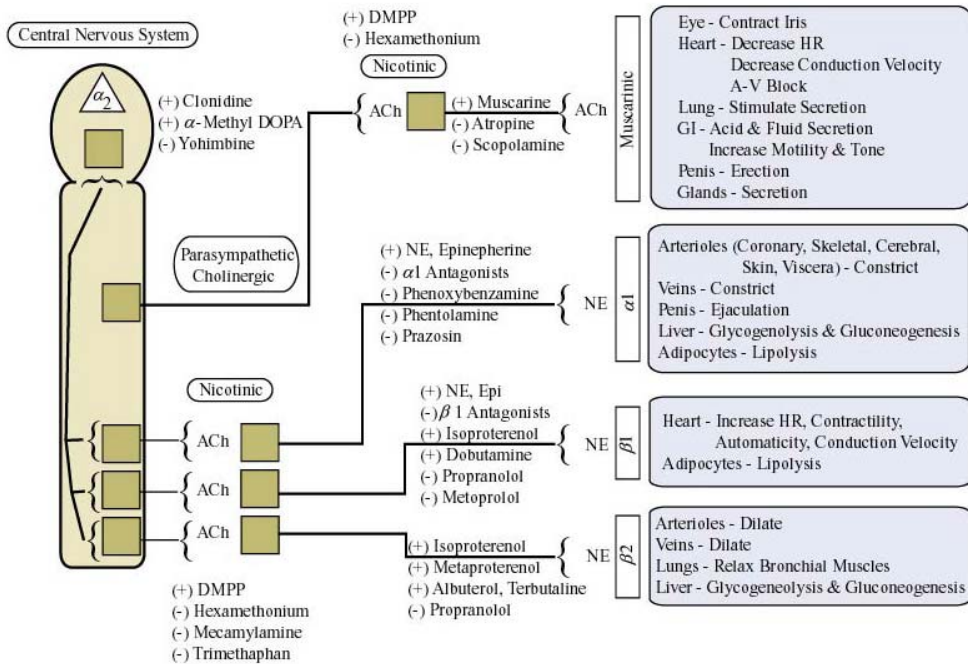 Central Nervous System
α2
(+) Clonidine
(+) α-Methyl DOPA
(-) Yohimbine
(+) DMPP
(-) Hexamethonium
Nicotinic
ACh
(+) Muscarine
(-) Atropine
(-) Scopolamine
ACh
Muscarinic
Eye - Contract Iris
Heart - Decrease HR
Decrease Conduction Velocity
A-V Block
Lung - Stimulate Secretion
GI - Acid & Fluid Secretion
Increase Motility & Tone
Penis - Erection
Glands - Secretion
Parasympathetic
Cholinergic
(+) NE, Epinepherine
(-) α1 Antagonists
(-) Phenoxybenzamine
(-) Phentolamine
(-) Prazosin
NE
α1
Arterioles (Coronary, Skeletal, Cerebral,
Skin, Viscera) - Constrict
Veins - Constrict
Penis - Ejaculation
Liver - Glycogenolysis & Gluconeogenesis
Adipocytes - Lipolysis
Nicotinic
ACh
(+) NE, Epi
(-) β 1 Antagonists
(+) Isoproterenol
(+) Dobutamine
(-) Propranolol
(-) Metoprolol
NE
β1
Heart - Increase HR, Contractility,
Automaticity, Conduction Velocity
Adipocytes - Lipolysis
ACh
ACh
(+) Isoproterenol
(+) Metaproterenol
(+) Albuterol, Terbutaline
(-) Propranolol
NE
β2
Arterioles - Dilate
Veins - Dilate
Lungs - Relax Bronchial Muscles
Liver - Glycogeneolysis & Gluconeogenesis
(+) DMPP
(-) Hexamethonium
(-) Mecamylamine
(-) Trimethaphan